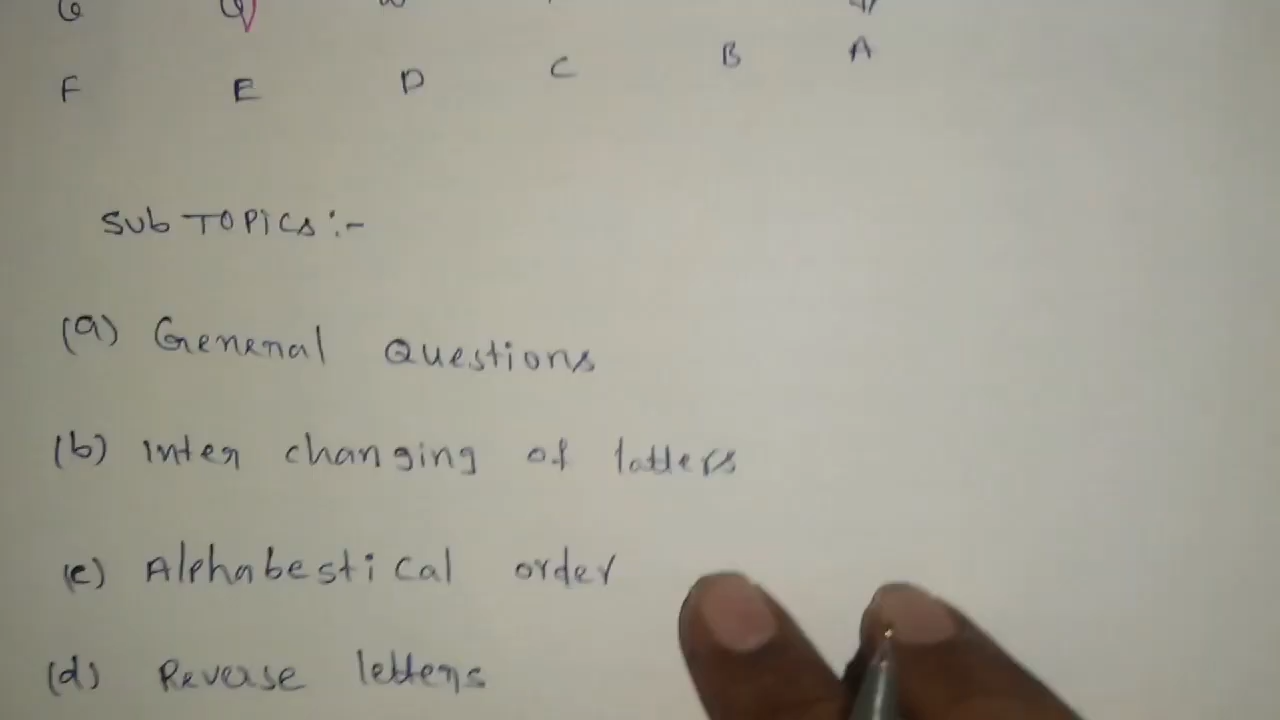 F E D C B A
Sub TOPICS :-
(a) General Questions
(b) Inter changing of latters
(c) Alphabestical order
(d) Reverse letters